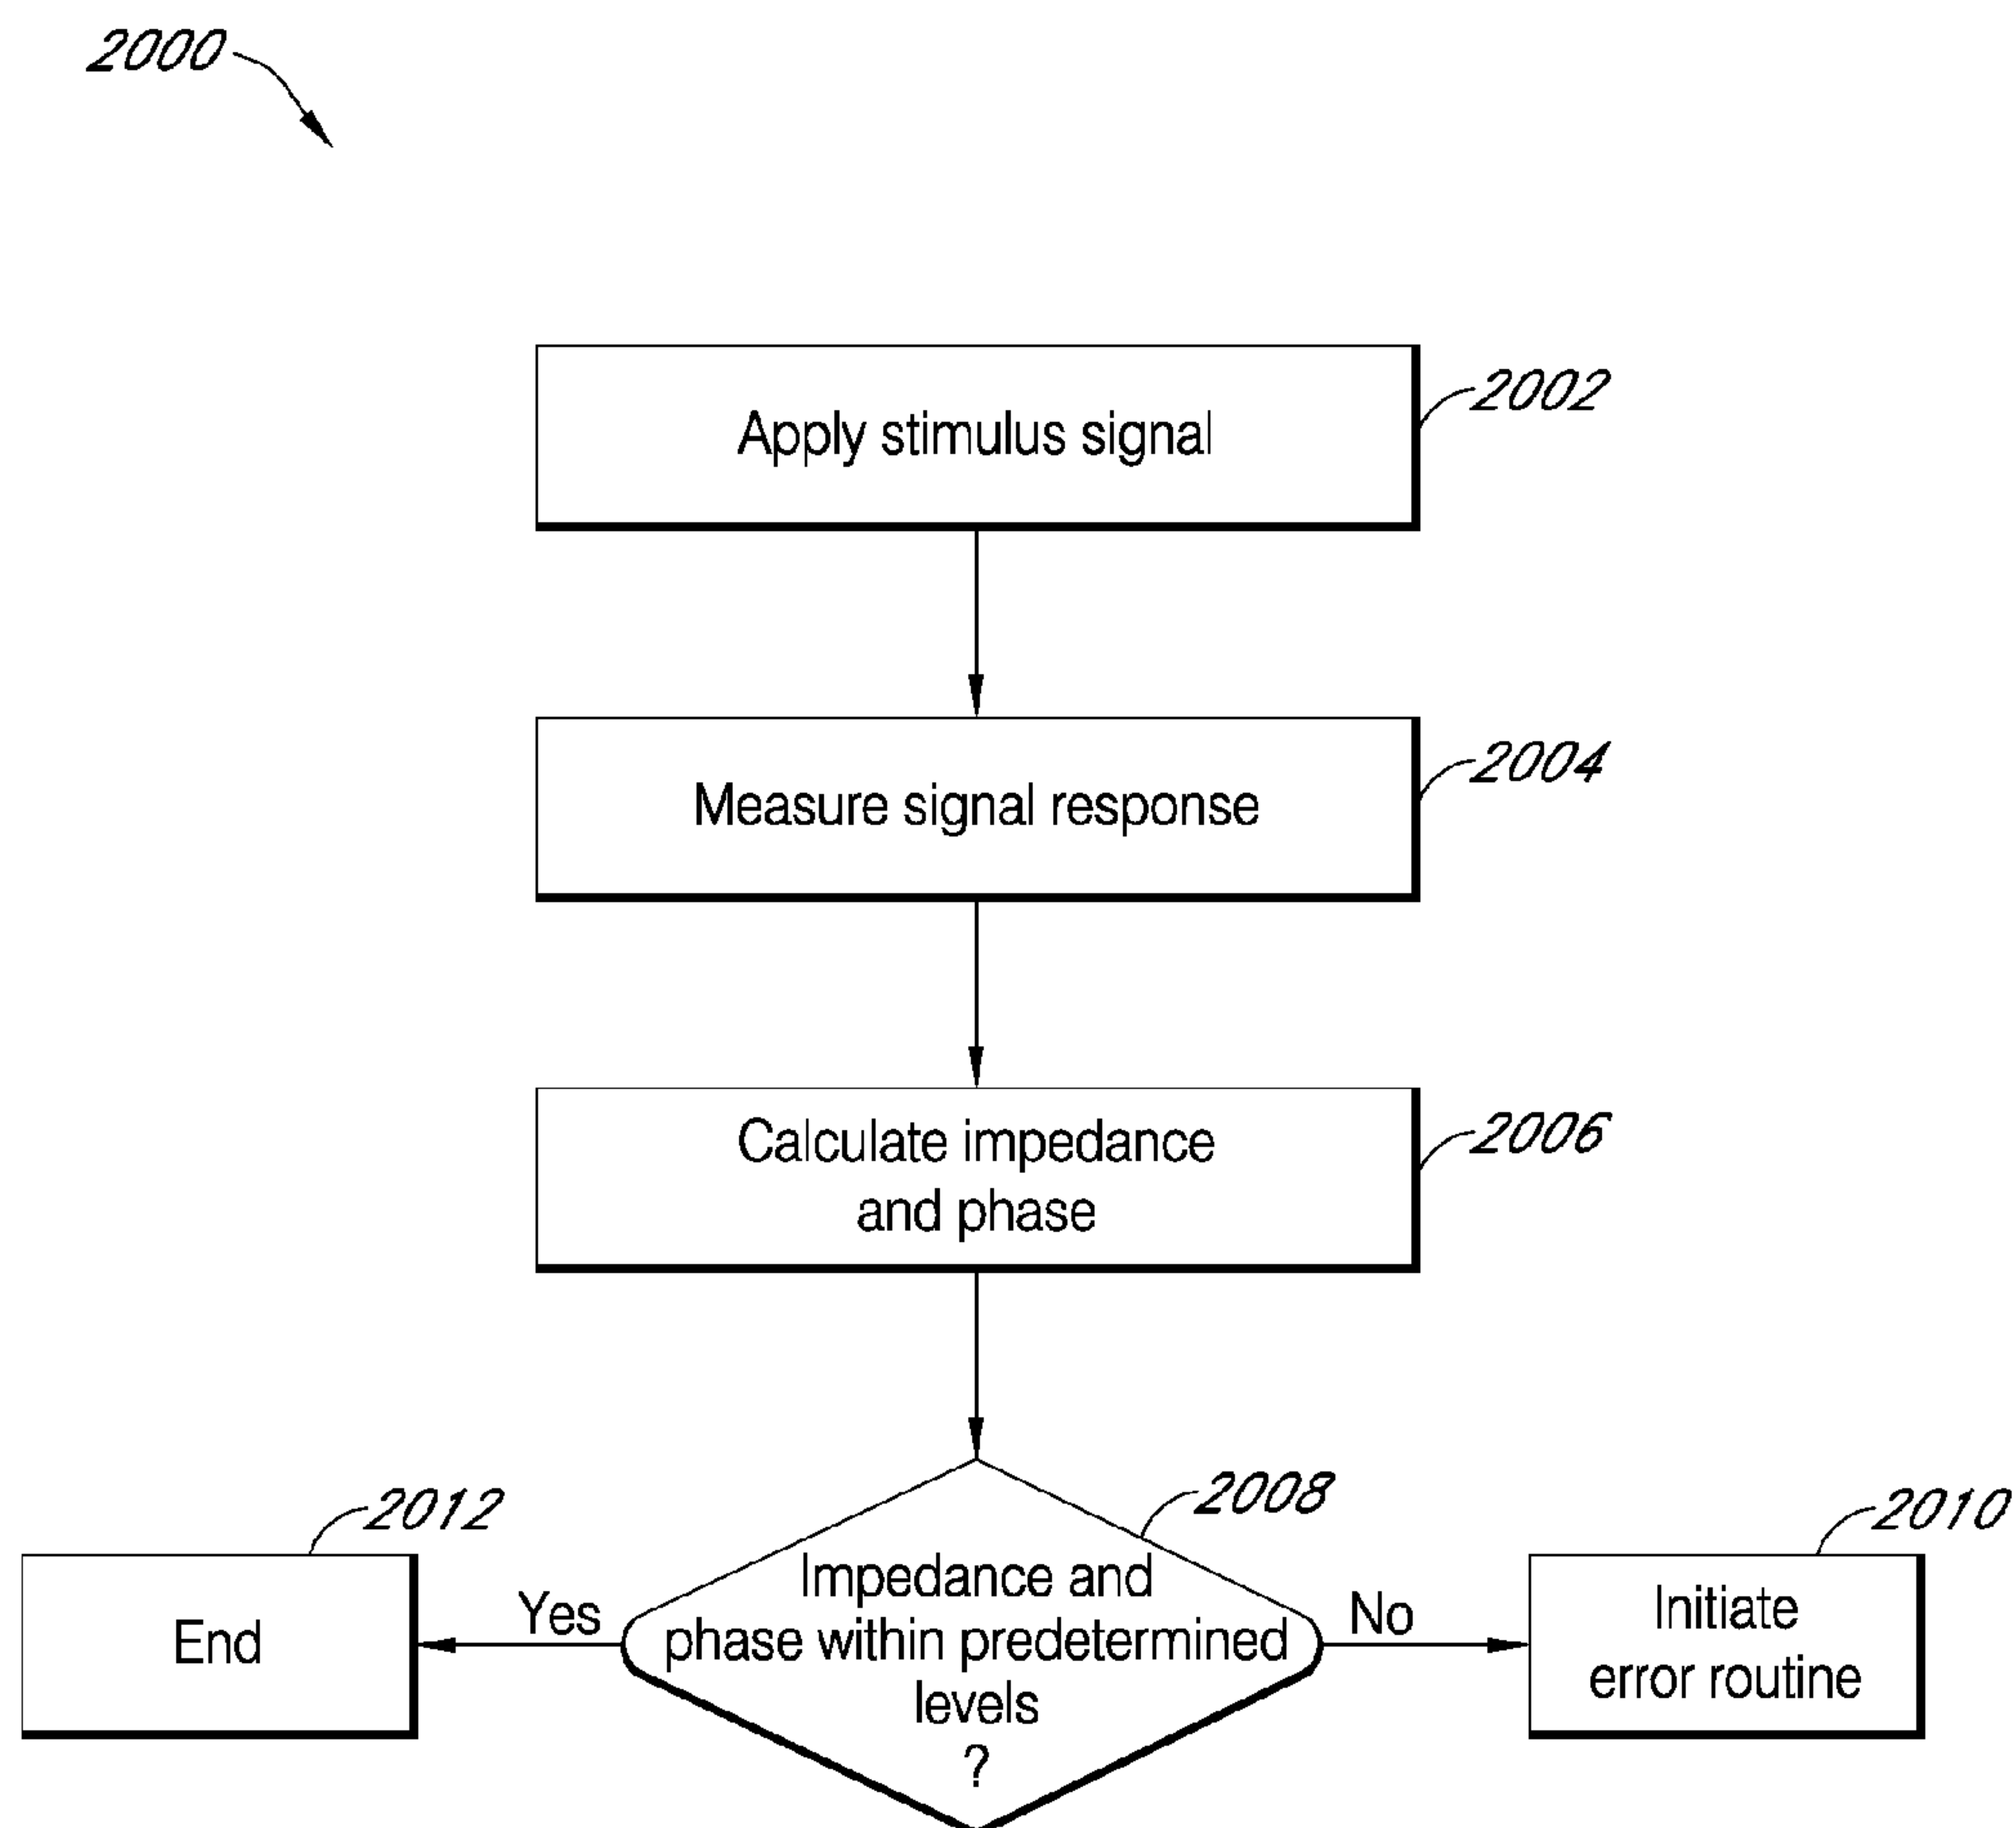 2000
Apply stimulus signal
2002
Measure signal response
2004
Calculate impedance
and phase
2006
2012
End
Yes
2008
Impedance and
phase within predetermined
levels
?
No
2010
Initiate
error routine